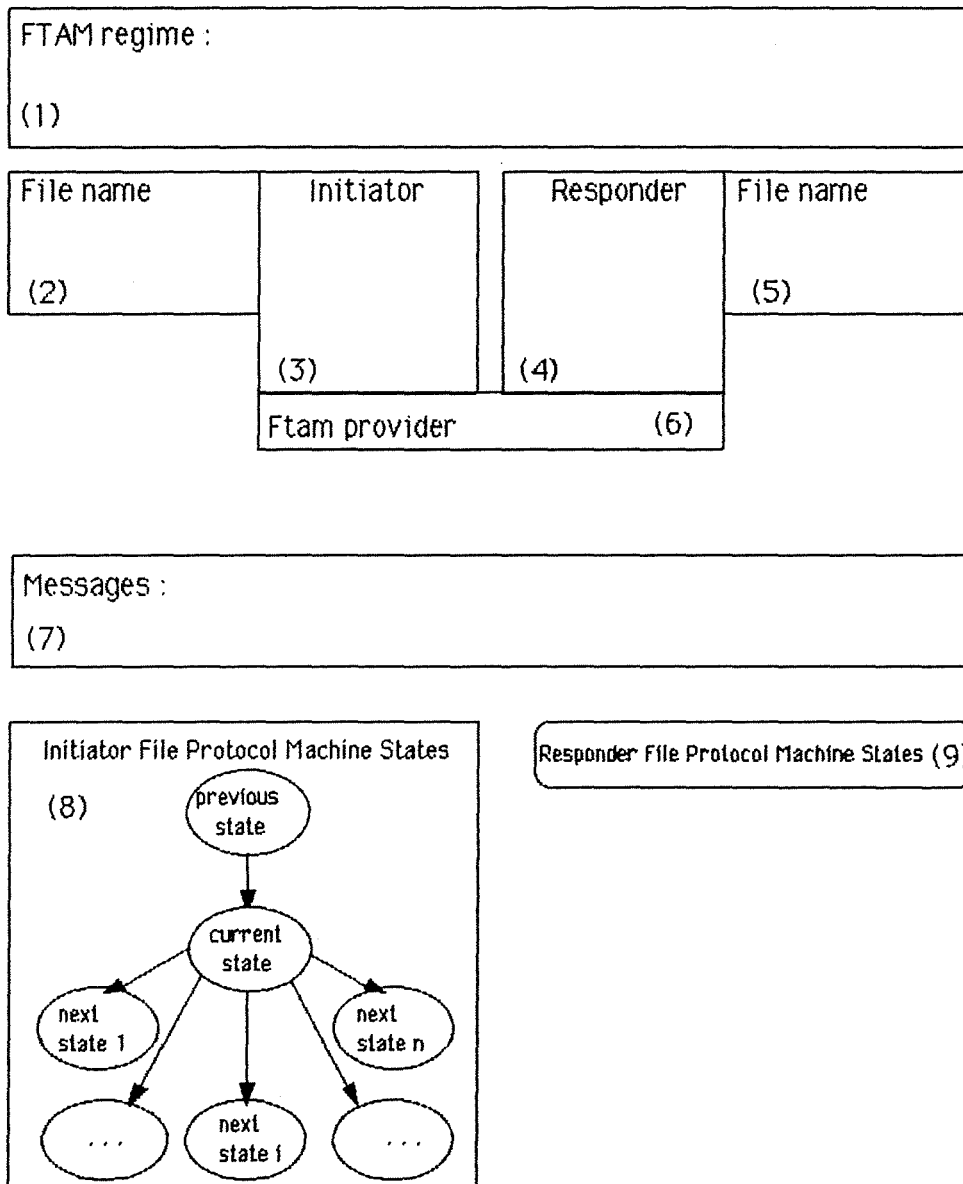 FTAM regime :
(1)
File name
Initiator
Responder
File name
(2)
(5)
(3)
(4)
Ftam provider
(6)
Messages :
(7)
Initiator File Protocol Machine States
Responder File Protocol Machine States (9)
(8)
previous
state
current
state
next
state 1
next
state n
. . .
next
state i
. . .